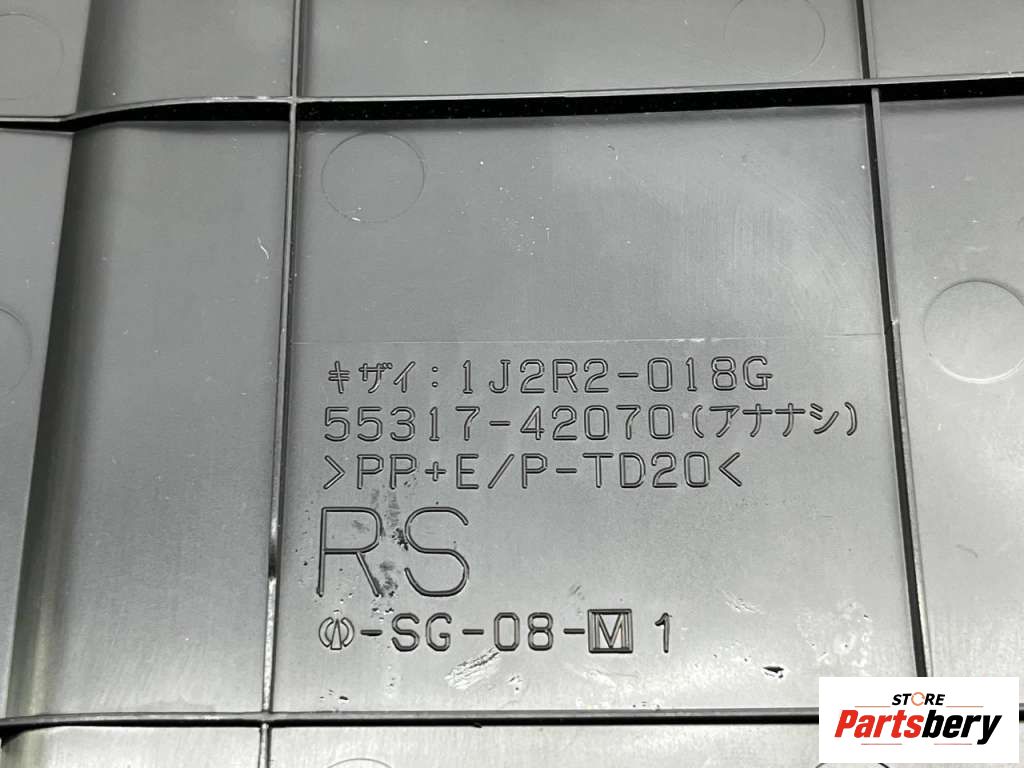 キザイ：1J2R2-018G
55317-42070(アナナシ)
>PP+E/P-TD20<
RS
-SG-08-M 1
STORE
Partsbery